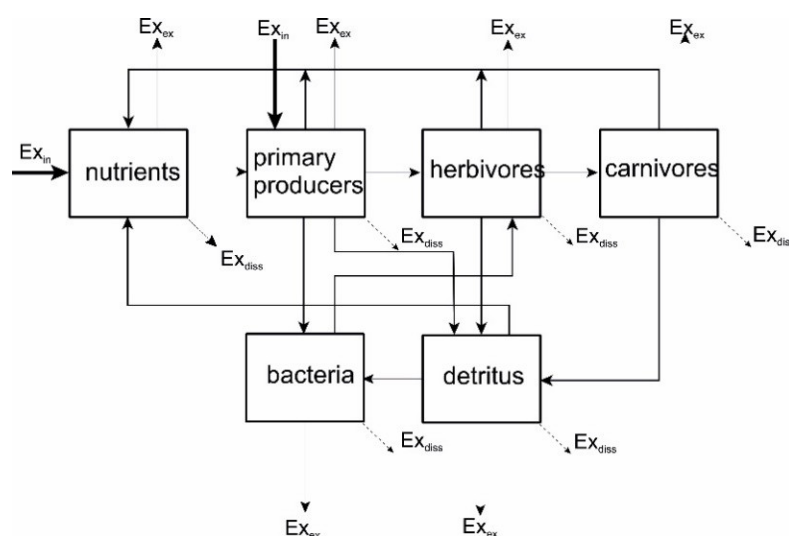 Ex_ex
Ex_in
Ex_ex
Ex_ex
Ex_ex
Ex_in
nutrients
primary
producers
herbivores
carnivores
Ex_diss
Ex_diss
Ex_diss
Ex_dis
bacteria
detritus
Ex_diss
Ex_diss
Ex_ex
Ex_ex